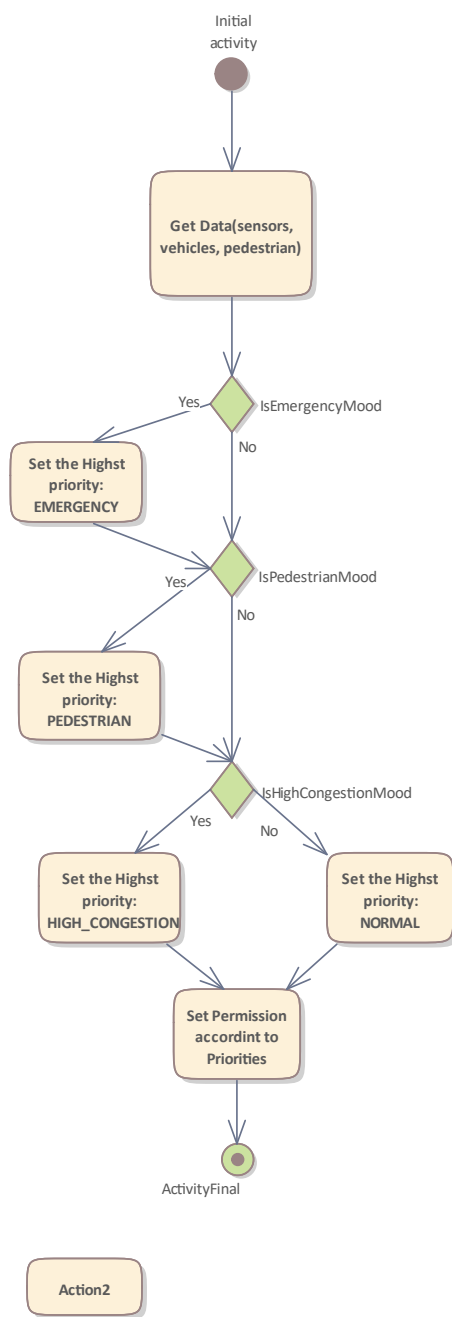 Initial
activity
Get Data(sensors,
vehicles, pedestrian)
Yes
IsEmergencyMood
No
Set the Highst
priority:
EMERGENCY
Yes
IsPedestrianMood
No
Set the Highst
priority:
PEDESTRIAN
IsHighCongestionMood
Yes
No
Set the Highst
priority:
HIGH_CONGESTION
Set the Highst
priority:
NORMAL
Set Permission
accordint to
Priorities
ActivityFinal
Action2